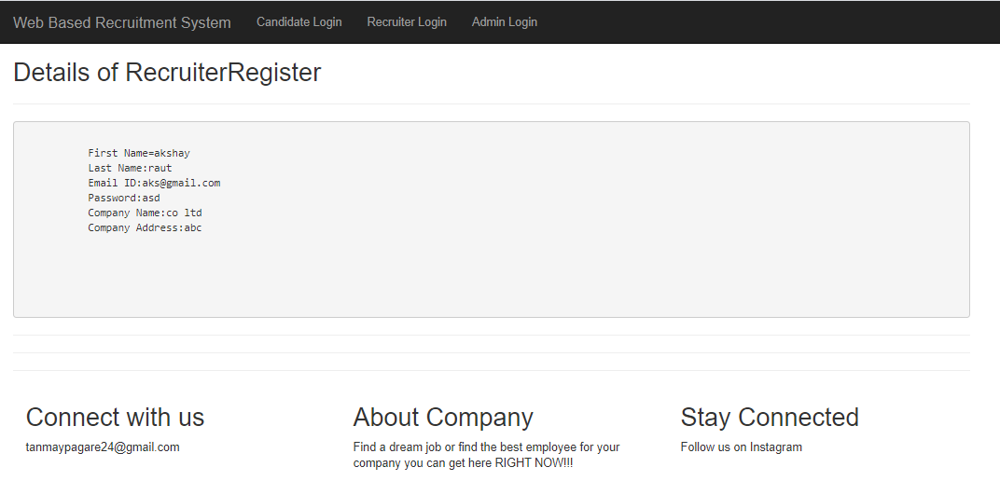 Web Based Recruitment System Candidate Login Recruiter Login Admin Login
Details of RecruiterRegister
First Name=akshay
Last Name:raut
Email ID:aks@gmail.com
Password:asd
Company Name:co ltd
Company Address:abc
Connect with us
tanmaypagare24@gmail.com
About Company
Find a dream job or find the best employee for your
company you can get here RIGHT NOW!!!
Stay Connected
Follow us on Instagram